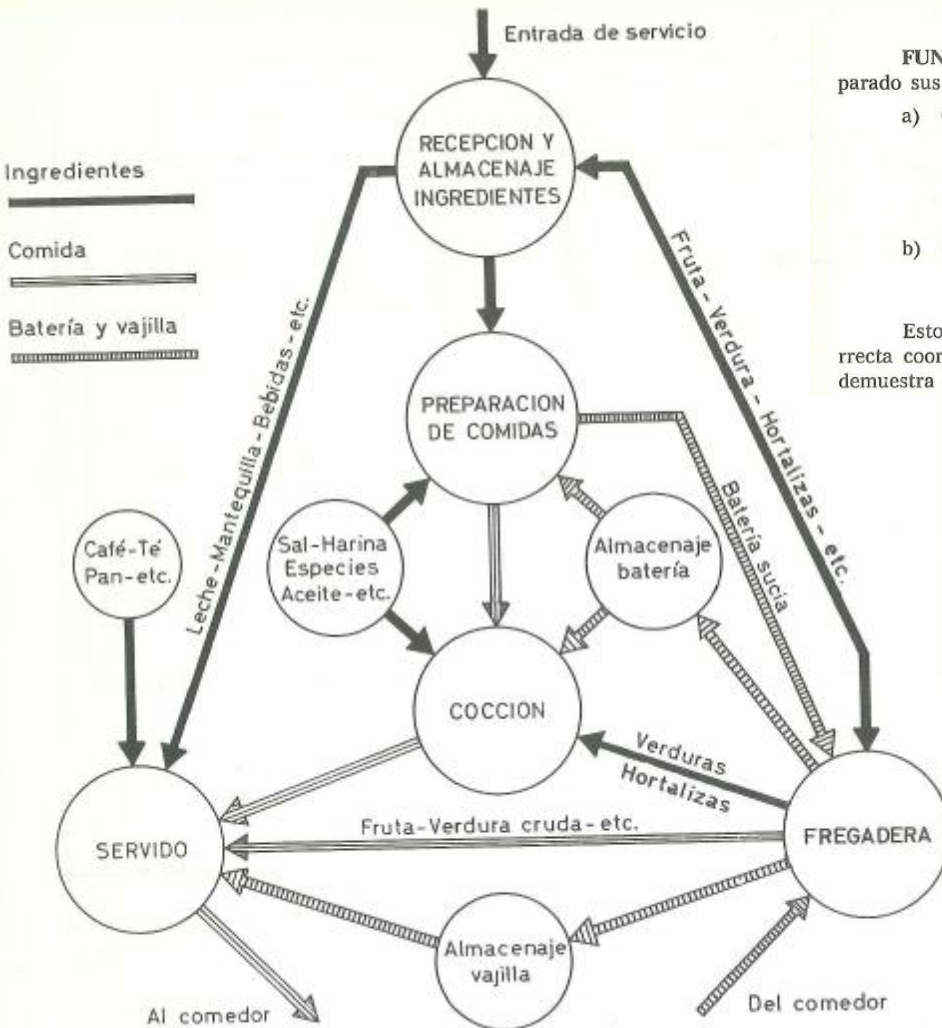 Entrada de servicio
RECEPCION Y
ALMACENAJE
INGREDIENTES
Ingredientes
Comida
Batería y vajilla
Leche-Mantequilla-Bebidas-etc.
Fruta-Verdura-Hortalizas-etc.
PREPARACION
DE COMIDAS
Batería sucia
Café-Té
Pan-etc.
Sal-Harina
Especies
Aceite-etc.
Almacenaje
batería
COCCION
Verduras
Hortalizas
SERVIDO
Fruta-Verdura cruda-etc.
FREGADERA
Almacenaje
vajilla
Al comedor
Del comedor
FUN
parado sus
a)
b)
Esto
rrecta coor
demuestra